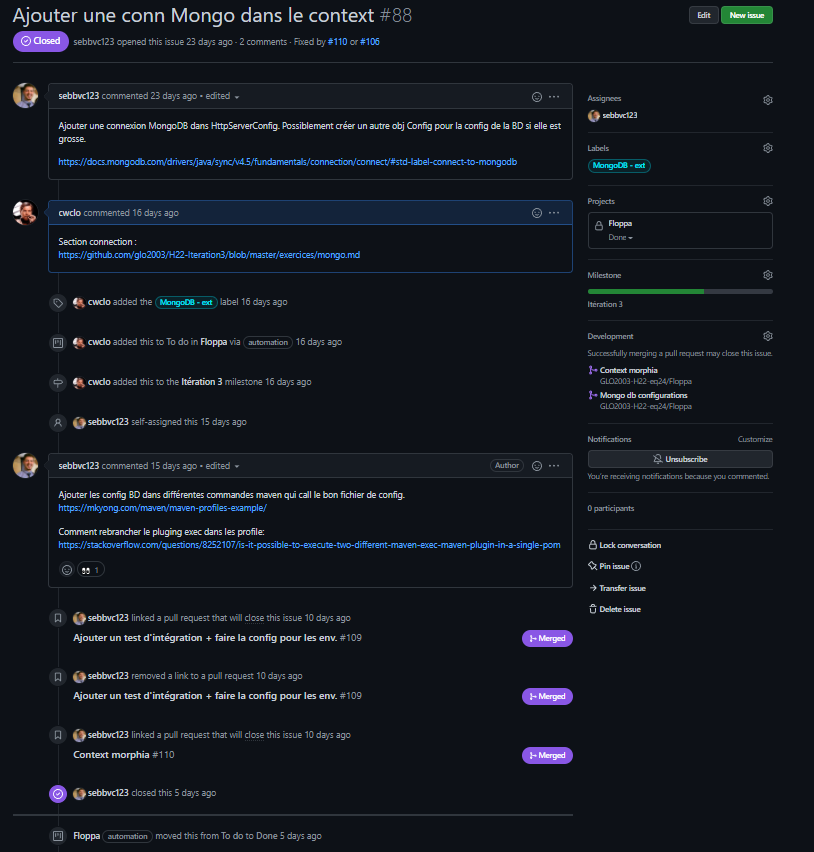 Ajouter une conn Mongo dans le context #88
Edit
New issue
Closed
sebbvc123 opened this issue 23 days ago · 2 comments · Fixed by #110 or #106
sebbvc123 commented 23 days ago • edited
Ajouter une connexion MongoDB dans HttpServerConfig. Possiblement créer un autre obj Config pour la config de la BD si elle est
grosse.
https://docs.mongodb.com/drivers/java/sync/v4.5/fundamentals/connection/connect/#std-label-connect-to-mongodb
cwclo commented 16 days ago
Section connection :
https://github.com/glo2003/H22-Iteration3/blob/master/exercices/mongo.md
cwclo added the MongoDB - ext label 16 days ago
cwclo added this to To do in Floppa via automation 16 days ago
cwclo added this to the Itération 3 milestone 16 days ago
sebbvc123 self-assigned this 15 days ago
sebbvc123 commented 15 days ago • edited
Author
Ajouter les config BD dans différentes commandes maven qui call le bon fichier de config.
https://mkyong.com/maven/maven-profiles-example/
Comment rebrancher le pluging exec dans les profile:
https://stackoverflow.com/questions/8252107/is-it-possible-to-execute-two-different-maven-exec-maven-plugin-in-a-single-pom
👀 1
sebbvc123 linked a pull request that will close this issue 10 days ago
Ajouter un test d'intégration + faire la config pour les env. #109
Merged
sebbvc123 removed a link to a pull request 10 days ago
Ajouter un test d'intégration + faire la config pour les env. #109
Merged
sebbvc123 linked a pull request that will close this issue 10 days ago
Context morphia #110
Merged
sebbvc123 closed this 5 days ago
Floppa automation moved this from To do to Done 5 days ago
Assignees
sebbvc123
Labels
MongoDB - ext
Projects
Floppa
Done
Milestone
Itération 3
Development
Successfully merging a pull request may close this issue.
Context morphia
GLO2003-H22-eq24/Floppa
Mongo db configurations
GLO2003-H22-eq24/Floppa
Notifications
Customize
Unsubscribe
You're receiving notifications because you commented.
0 participants
Lock conversation
Pin issue
Transfer issue
Delete issue